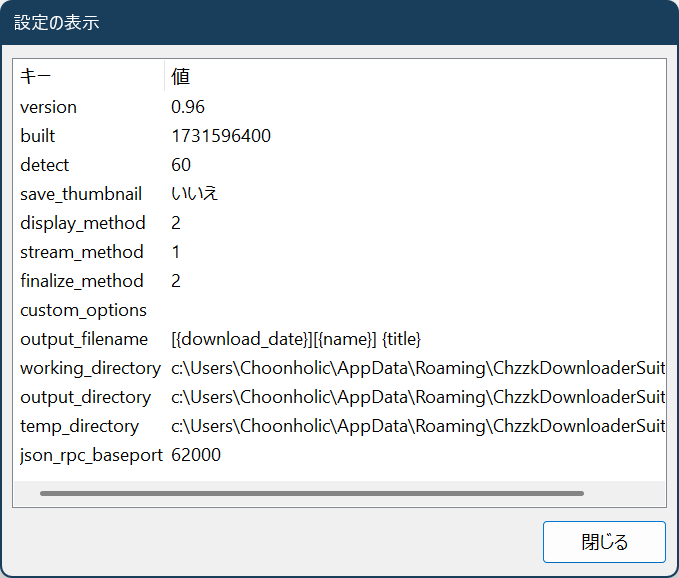 設定の表示
キー 値
version 0.96
built 1731596400
detect 60
save_thumbnail いいえ
display_method 2
stream_method 1
finalize_method 2
custom_options
output_filename [{download_date}][{name}] {title}
working_directory c:\Users\Choonholic\AppData\Roaming\ChzzkDownloaderSuit
output_directory c:\Users\Choonholic\AppData\Roaming\ChzzkDownloaderSuit
temp_directory c:\Users\Choonholic\AppData\Roaming\ChzzkDownloaderSuit
json_rpc_baseport 62000
閉じる